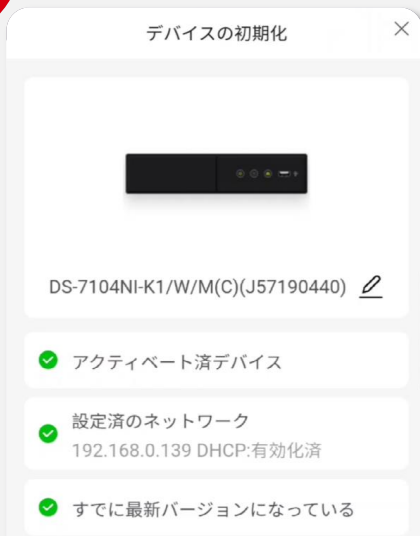 デバイスの初期化
DS-7104NI-K1/W/M(C)(J57190440)
アクティベート済デバイス
設定済のネットワーク
192.168.0.139 DHCP:有効化済
すでに最新バージョンになっている